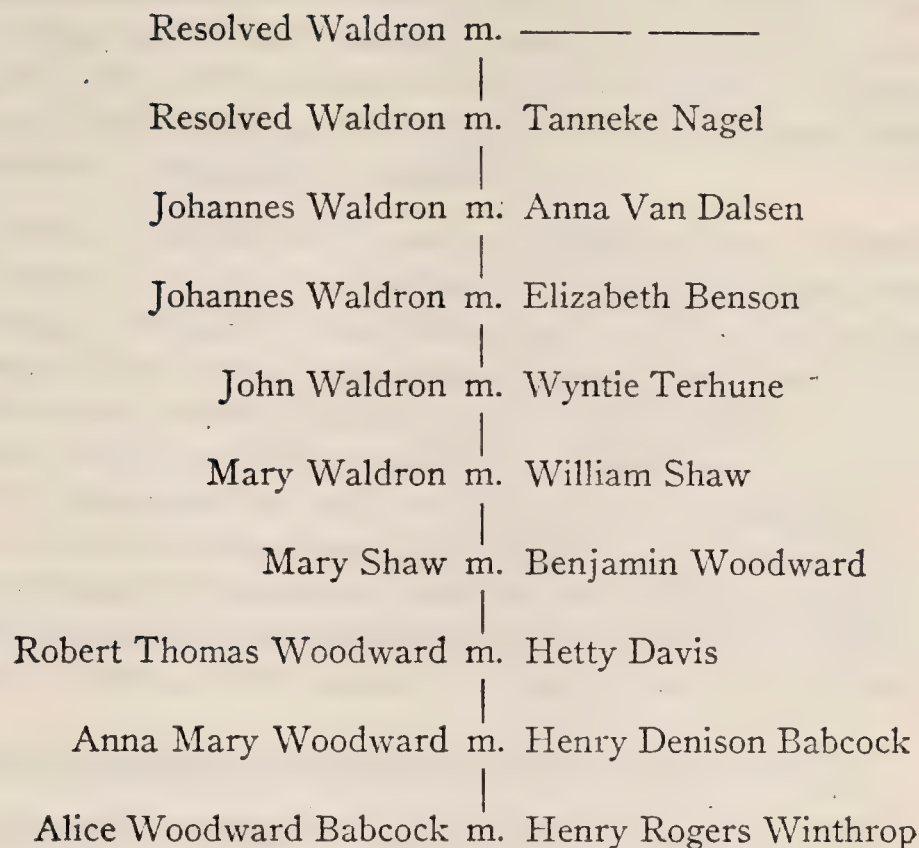 Resolved Waldron m. ——— ———
Resolved Waldron m. Tanneke Nagel
Johannes Waldron m. Anna Van Dalsen
Johannes Waldron m. Elizabeth Benson
John Waldron m. Wyntie Terhune
Mary Waldron m. William Shaw
Mary Shaw m. Benjamin Woodward
Robert Thomas Woodward m. Hetty Davis
Anna Mary Woodward m. Henry Denison Babcock
Alice Woodward Babcock m. Henry Rogers Winthrop